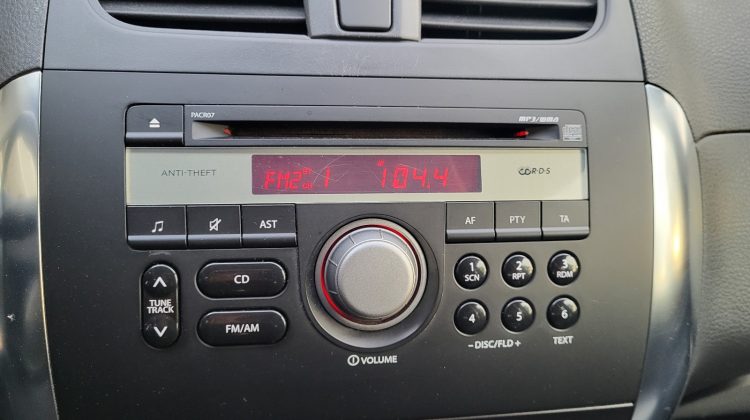 PACR07
MP3/WMA
ANTI-THEFT
FM2 1 104.4
R·D·S
AST
AF
PTY
TA
TUNE
TRACK
CD
FM/AM
VOLUME
1
SCN
2
RPT
3
RDM
4
5
6
− DISC/FLD +
TEXT